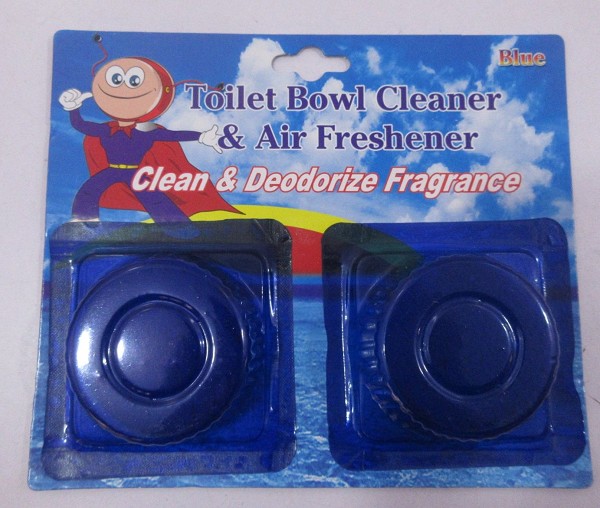 Blue
Toilet Bowl Cleaner
& Air Freshener
Clean & Deodorize Fragrance